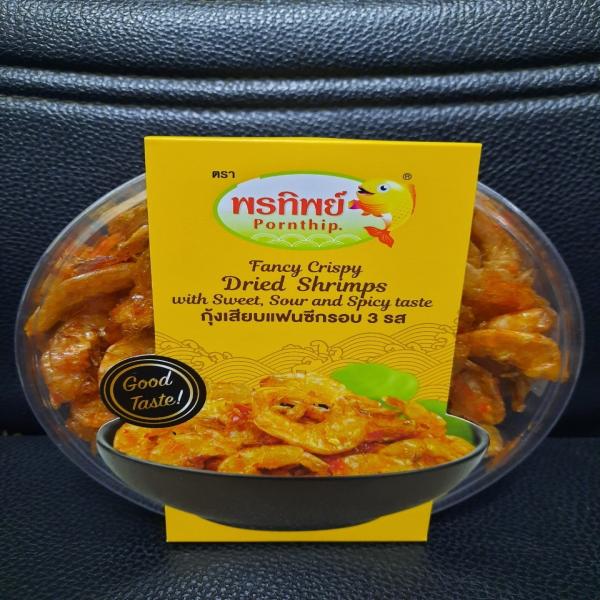 ตรา
®
พรทิพย์
Pornthip.
Fancy Crispy
Dried Shrimps
with Sweet, Sour and Spicy taste
กุ้งเสียบแฟนซีกรอบ 3 รส
Good
Taste!